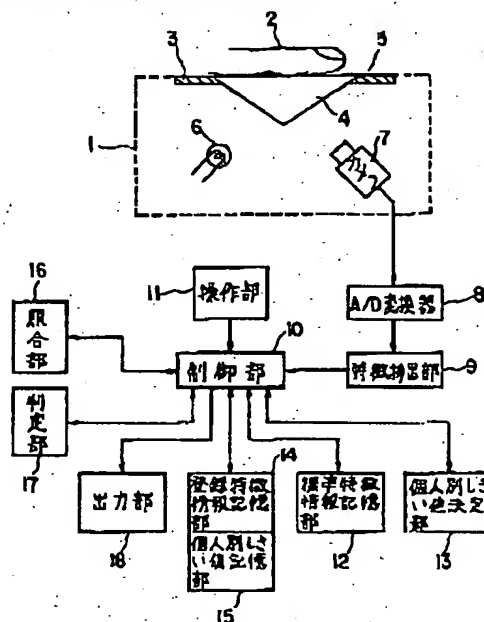 2
3
5
4
6
7
カメラ
1
16
11
操作部
A/D変換器
8
照合部
10
制御部
特徴抽出部
9
判定部
17
14
出力部
18
登録特徴
情報記憶
部
個人別しき
い値記憶
部
15
標準特徴
情報記憶
部
12
個人別しき
い値決定
部
13